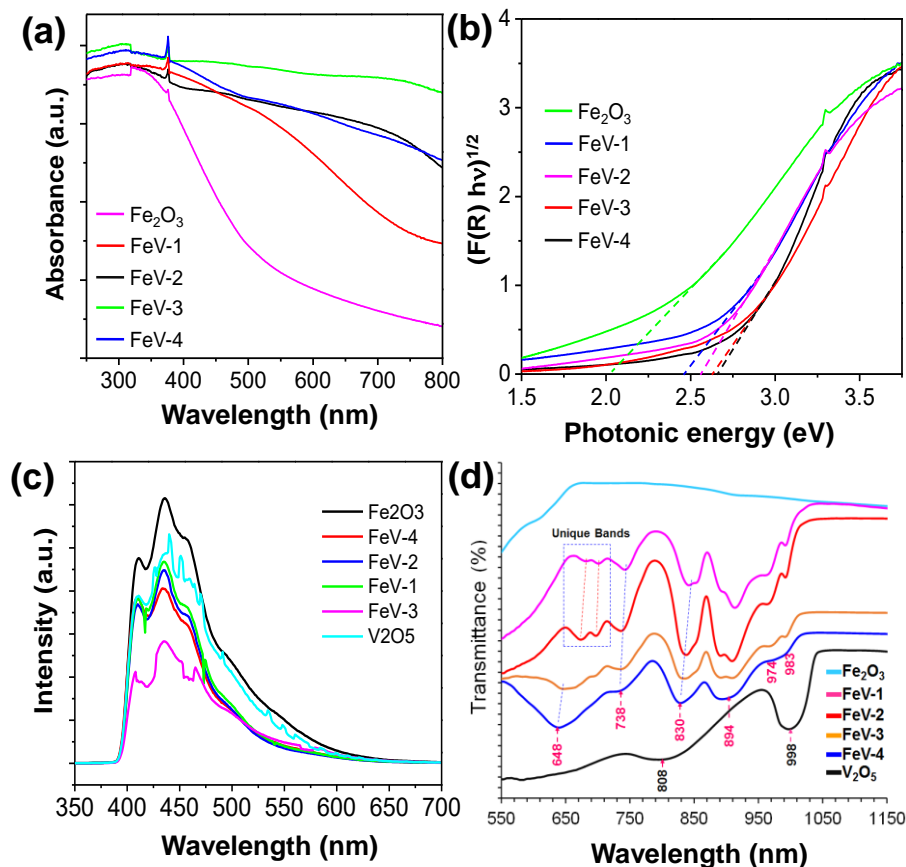 (a)
Absorbance (a.u.)
Fe₂O₃
FeV-1
FeV-2
FeV-3
FeV-4
300 400 500 600 700 800
Wavelength (nm)
(b)
(F(R) hν)^1/2
4
3
2
1
0
Fe₂O₃
FeV-1
FeV-2
FeV-3
FeV-4
1.5 2.0 2.5 3.0 3.5
Photonic energy (eV)
(c)
Intensity (a.u.)
Fe2O3
FeV-4
FeV-2
FeV-1
FeV-3
V2O5
350 400 450 500 550 600 650 700
Wavelength (nm)
(d)
Transmittance (%)
Unique Bands
648
738
830
894
974
983
808
998
Fe₂O₃
FeV-1
FeV-2
FeV-3
FeV-4
V₂O₅
550 650 750 850 950 1050 1150
Wavelength (nm)